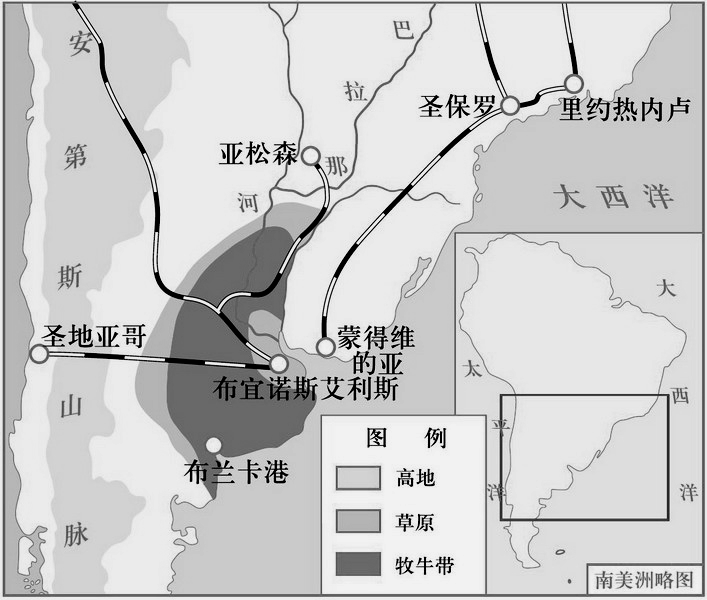 安
第
斯
山
脉
巴
拉
那
河
圣保罗
里约热内卢
亚松森
大西洋
圣地亚哥
蒙得维
的亚
布宜诺斯艾利斯
布兰卡港
图 例
高地
草原
牧牛带
大
西
洋
太
平
洋
南美洲略图